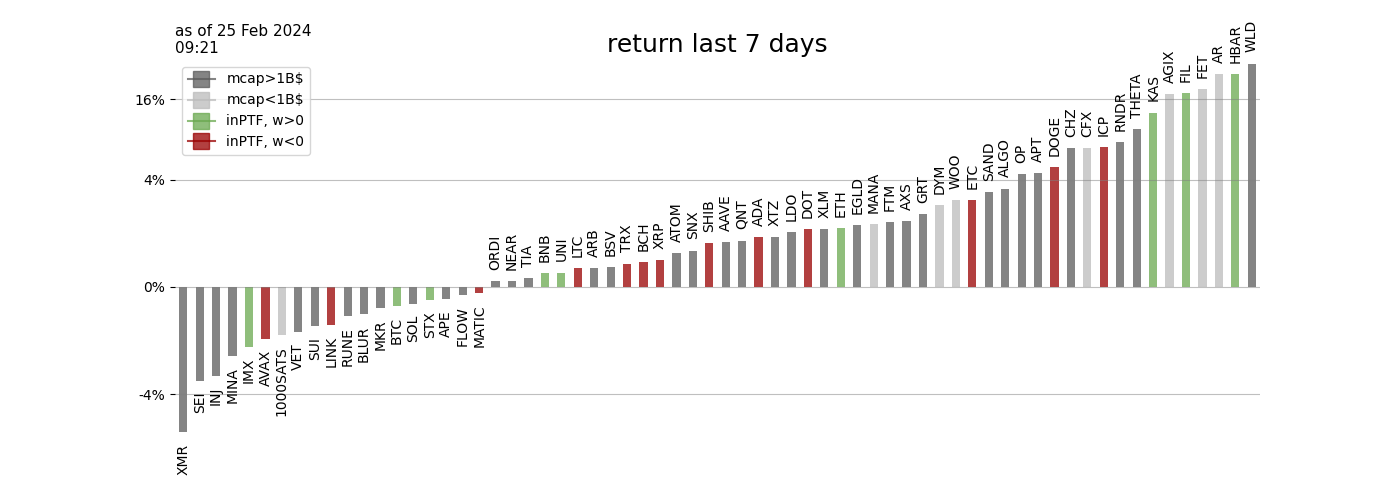 as of 25 Feb 2024
09:21
return last 7 days
mcap>1B$
mcap<1B$
inPTF, w>0
inPTF, w<0
16%
4%
0%
-4%
XMR
SEI
INJ
MINA
IMX
AVAX
1000SATS
VET
SUI
LINK
RUNE
BLUR
MKR
BTC
SOL
STX
APE
FLOW
MATIC
ORDI
NEAR
TIA
BNB
UNI
LTC
ARB
BSV
TRX
BCH
XRP
ATOM
SNX
SHIB
AAVE
QNT
ADA
XTZ
LDO
DOT
XLM
ETH
EGLD
MANA
FTM
AXS
GRT
DYM
WOO
ETC
SAND
ALGO
OP
APT
DOGE
CHZ
CFX
ICP
RNDR
THETA
KAS
AGIX
FIL
FET
AR
HBAR
WLD